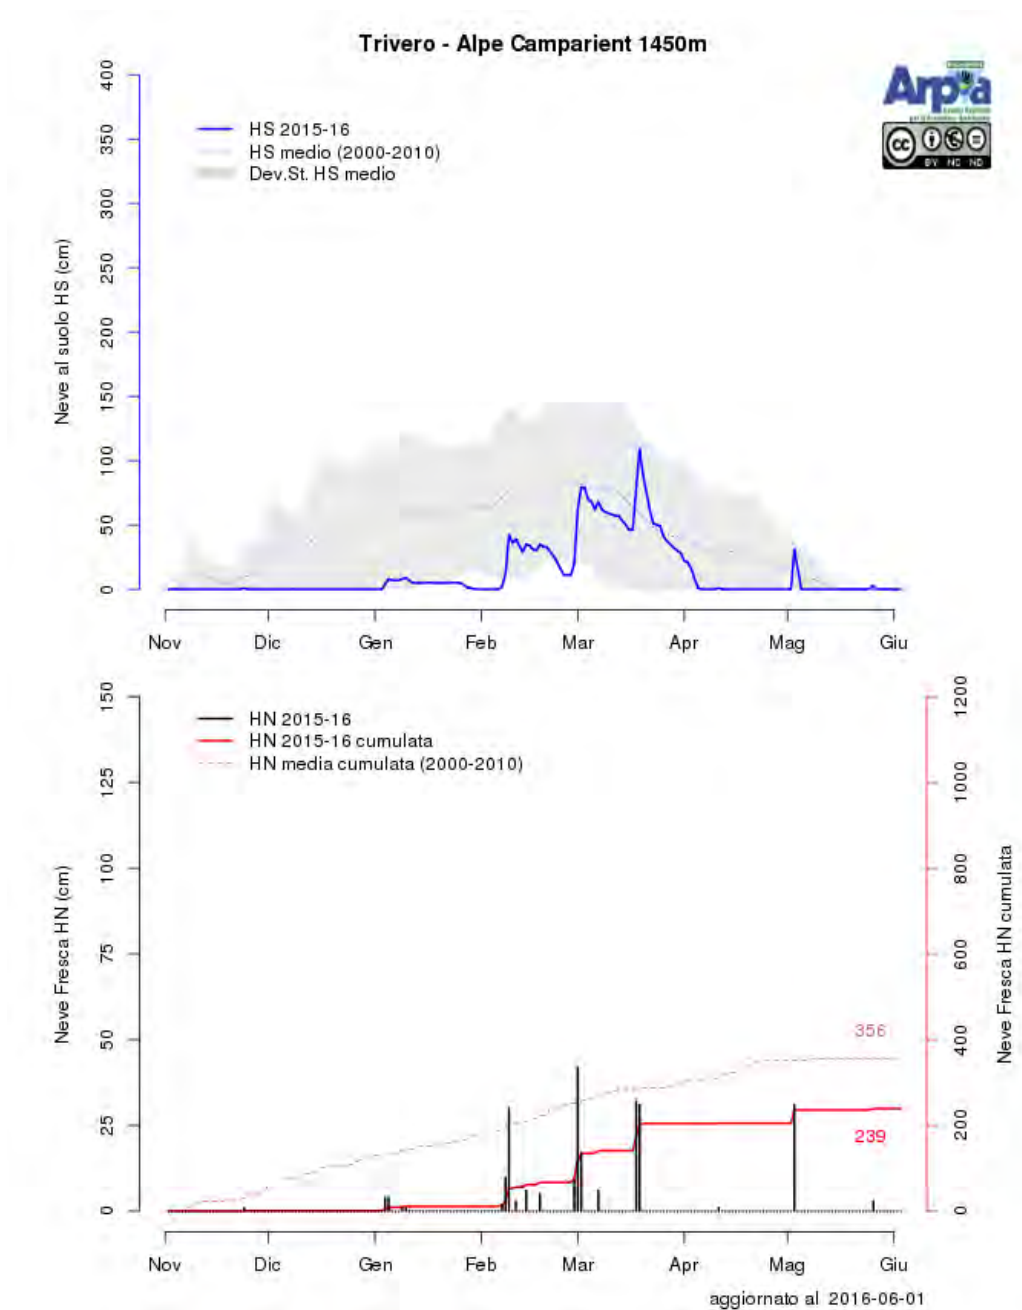 Trivero - Alpe Camparient 1450m
Arpa
CC
BY NC ND
HS 2015-16
HS medio (2000-2010)
Dev.St. HS medio
Neve al suolo HS (cm)
400
350
300
250
200
150
100
50
0
Nov Dic Gen Feb Mar Apr Mag Giu
HN 2015-16
HN 2015-16 cumulata
HN media cumulata (2000-2010)
Neve Fresca HN (cm)
150
125
100
75
50
25
0
1200
1000
800
600
400
200
0
Neve Fresca HN cumulata
356
239
Nov Dic Gen Feb Mar Apr Mag Giu
aggiornato al 2016-06-01